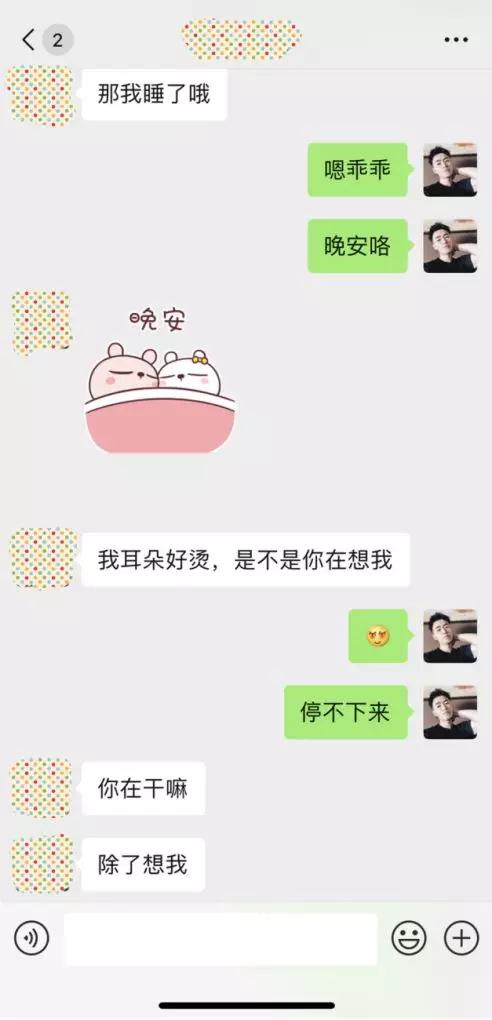 2
那我睡了哦
嗯乖乖
晚安咯
晚安
我耳朵好烫，是不是你在想我
停不下来
你在干嘛
除了想我